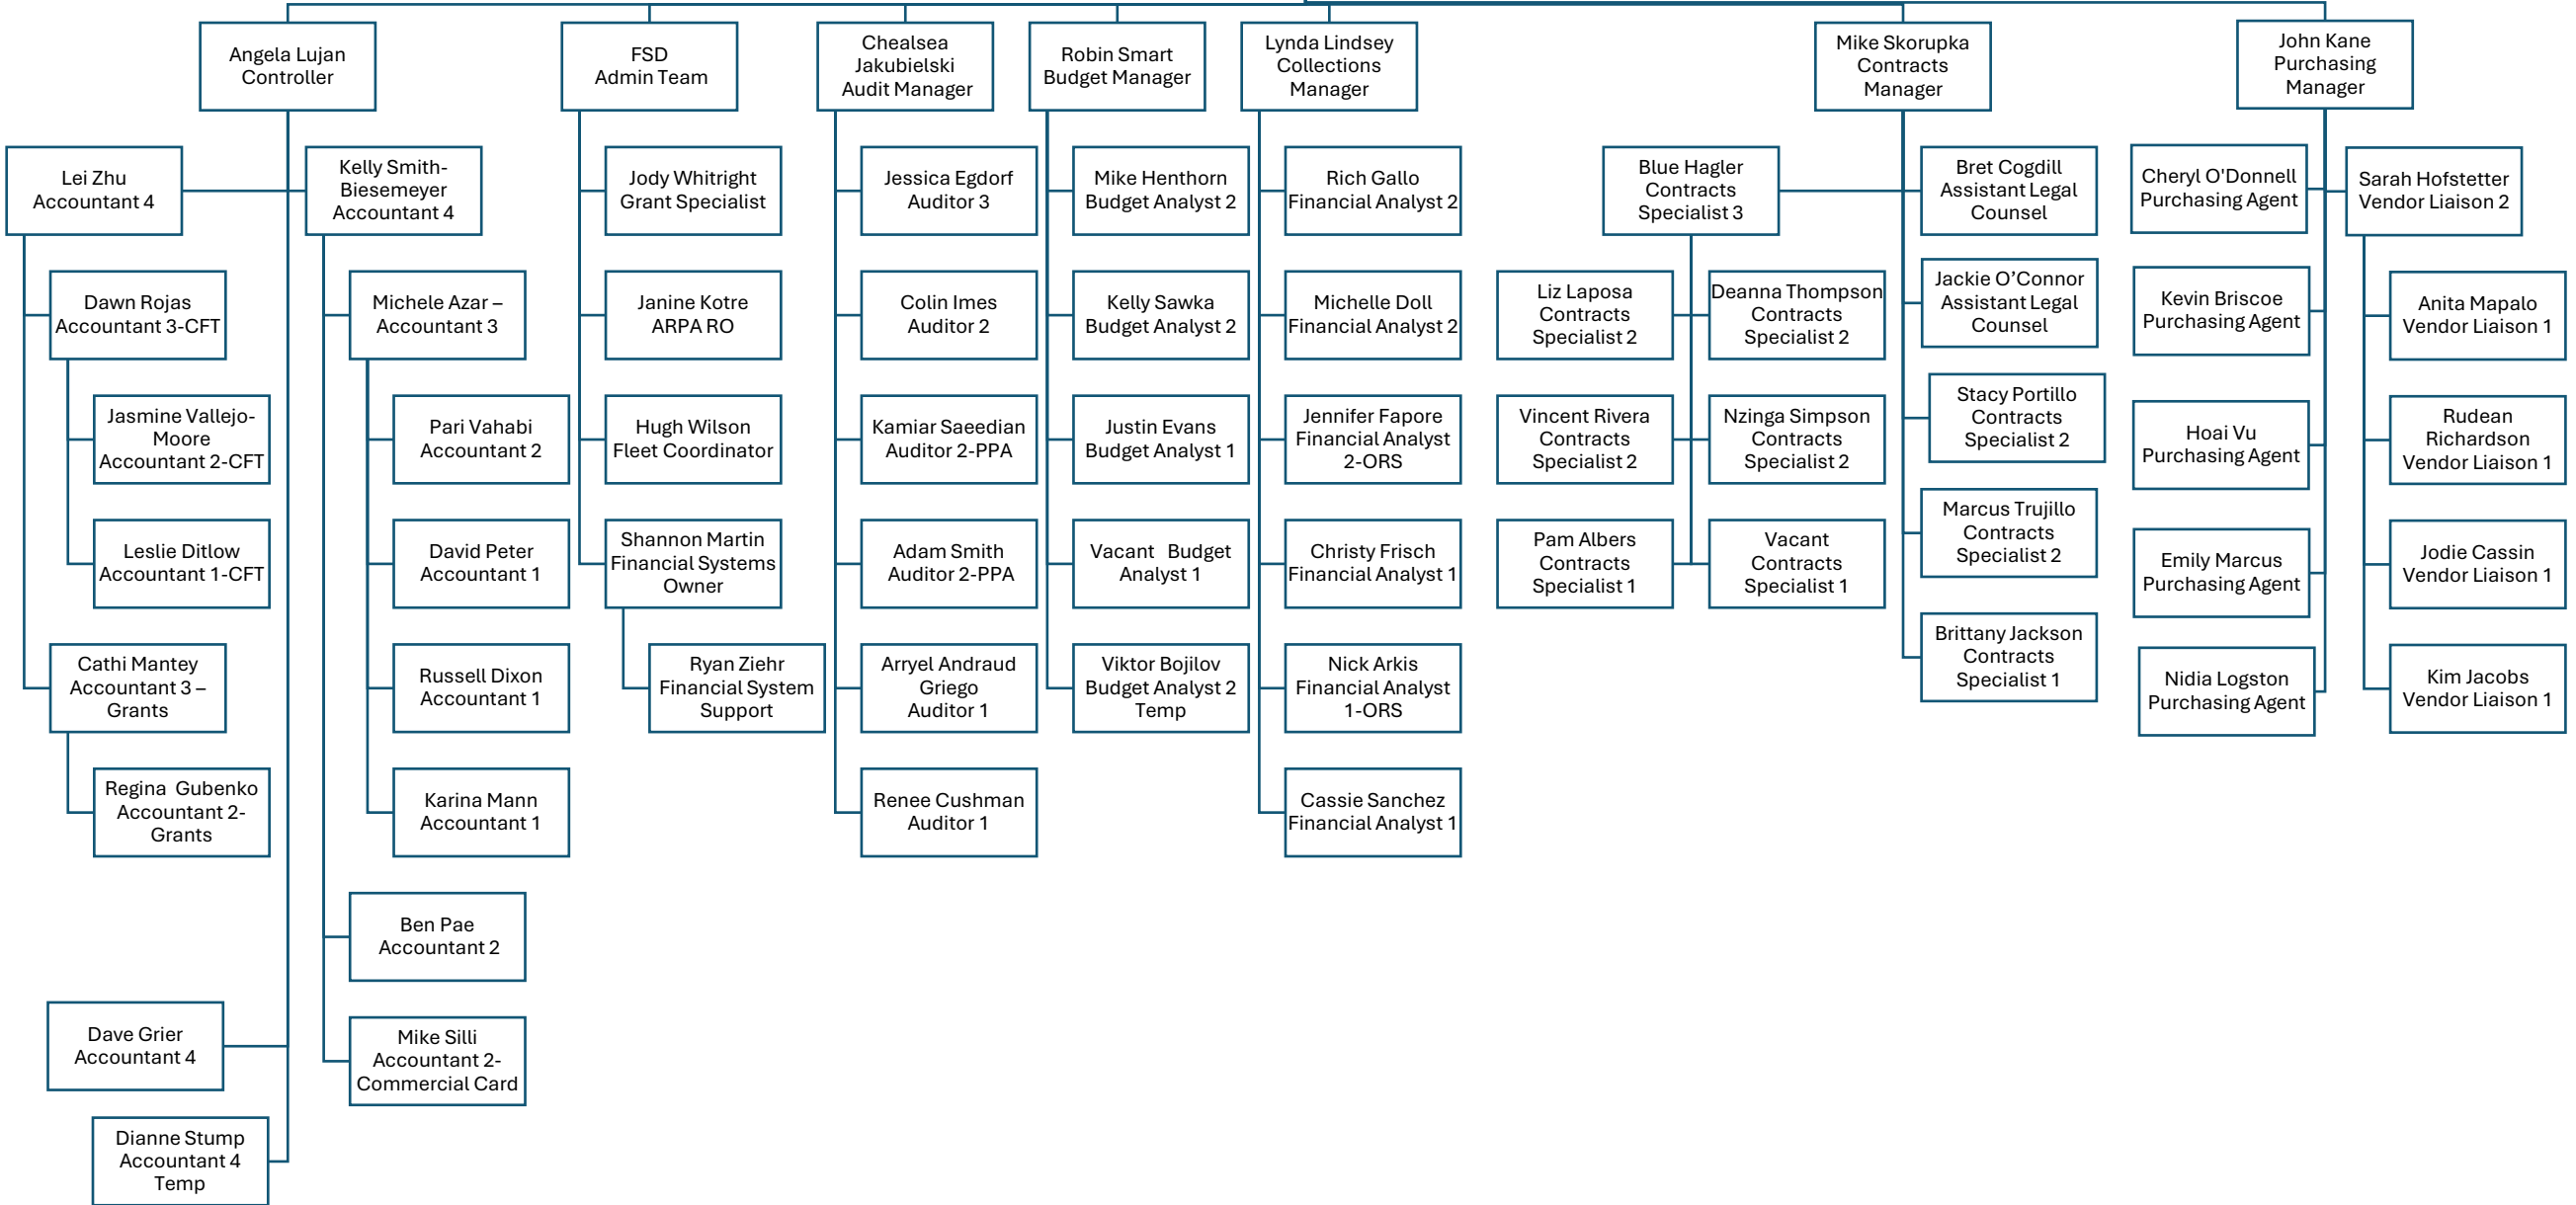 Angela Lujan
Controller
FSD
Admin Team
Chealsea
Jakubielski
Audit Manager
Robin Smart
Budget Manager
Lynda Lindsey
Collections
Manager
Mike Skorupka
Contracts
Manager
John Kane
Purchasing
Manager
Lei Zhu
Accountant 4
Kelly Smith-
Biesemeyer
Accountant 4
Dawn Rojas
Accountant 3-CFT
Jasmine Vallejo-
Moore
Accountant 2-CFT
Leslie Ditlow
Accountant 1-CFT
Cathi Mantey
Accountant 3 –
Grants
Regina  Gubenko
Accountant 2-
Grants
Dave Grier
Accountant 4
Dianne Stump
Accountant 4
Temp
Michele Azar –
Accountant 3
Pari Vahabi
Accountant 2
David Peter
Accountant 1
Russell Dixon
Accountant 1
Karina Mann
Accountant 1
Ben Pae
Accountant 2
Mike Silli
Accountant 2-
Commercial Card
Jody Whitright
Grant Specialist
Janine Kotre
ARPA RO
Hugh Wilson
Fleet Coordinator
Shannon Martin
Financial Systems
Owner
Ryan Ziehr
Financial System
Support
Jessica Egdorf
Auditor 3
Colin Imes
Auditor 2
Kamiar Saeedian
Auditor 2-PPA
Adam Smith
Auditor 2-PPA
Arryel Andraud
Griego
Auditor 1
Renee Cushman
Auditor 1
Mike Henthorn
Budget Analyst 2
Kelly Sawka
Budget Analyst 2
Justin Evans
Budget Analyst 1
Vacant  Budget
Analyst 1
Viktor Bojilov
Budget Analyst 2
Temp
Rich Gallo
Financial Analyst 2
Michelle Doll
Financial Analyst 2
Jennifer Fapore
Financial Analyst
2-ORS
Christy Frisch
Financial Analyst 1
Nick Arkis
Financial Analyst
1-ORS
Cassie Sanchez
Financial Analyst 1
Blue Hagler
Contracts
Specialist 3
Liz Laposa
Contracts
Specialist 2
Deanna Thompson
Contracts
Specialist 2
Vincent Rivera
Contracts
Specialist 2
Nzinga Simpson
Contracts
Specialist 2
Pam Albers
Contracts
Specialist 1
Vacant
Contracts
Specialist 1
Bret Cogdill
Assistant Legal
Counsel
Jackie O’Connor
Assistant Legal
Counsel
Stacy Portillo
Contracts
Specialist 2
Marcus Trujillo
Contracts
Specialist 2
Brittany Jackson
Contracts
Specialist 1
Cheryl O'Donnell
Purchasing Agent
Kevin Briscoe
Purchasing Agent
Hoai Vu
Purchasing Agent
Emily Marcus
Purchasing Agent
Nidia Logston
Purchasing Agent
Sarah Hofstetter
Vendor Liaison 2
Anita Mapalo
Vendor Liaison 1
Rudean
Richardson
Vendor Liaison 1
Jodie Cassin
Vendor Liaison 1
Kim Jacobs
Vendor Liaison 1